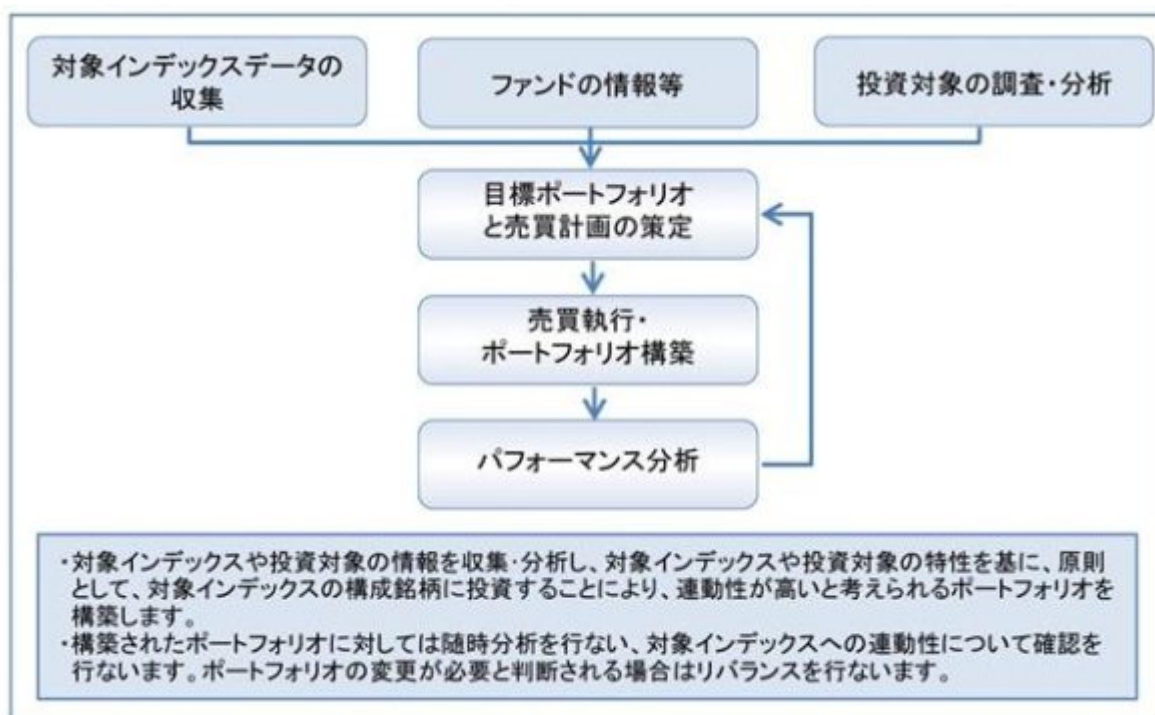 対象インデックスデータの
収集
ファンドの情報等
投資対象の調査・分析
目標ポートフォリオ
と売買計画の策定
売買執行・
ポートフォリオ構築
パフォーマンス分析
・対象インデックスや投資対象の情報を収集・分析し、対象インデックスや投資対象の特性を基に、原則
として、対象インデックスの構成銘柄に投資することにより、連動性が高いと考えられるポートフォリオを
構築します。
・構築されたポートフォリオに対しては随時分析を行ない、対象インデックスへの連動性について確認を
行ないます。ポートフォリオの変更が必要と判断される場合はリバランスを行ないます。